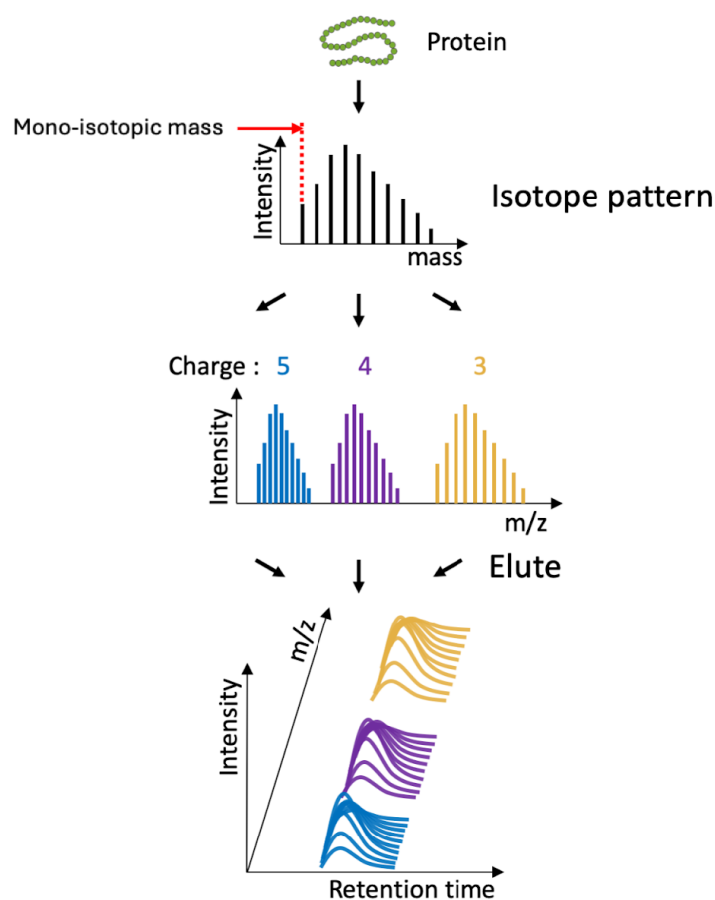 Protein
Mono-isotopic mass
Intensity
Isotope pattern
mass
Charge : 5 4 3
Intensity
m/z
Elute
m/z
Intensity
Retention time